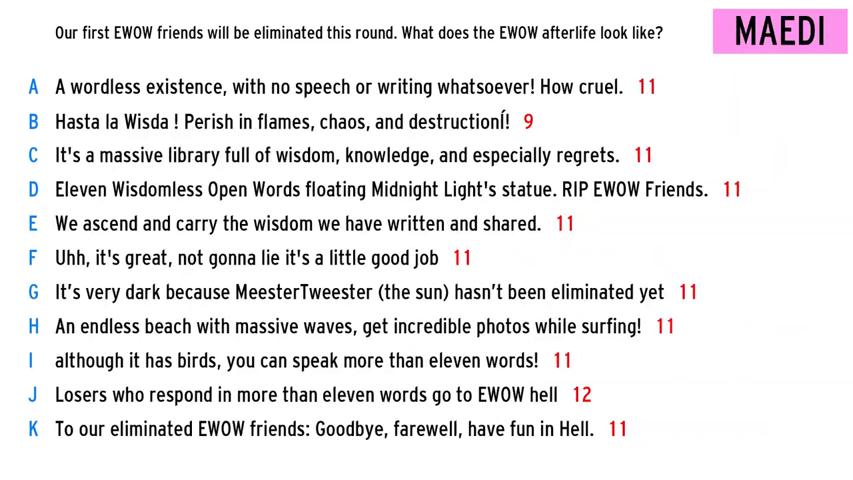 Our first EWOW friends will be eliminated this round. What does the EWOW afterlife look like?
MAEDI
A A wordless existence, with no speech or writing whatsoever! How cruel. 11
B Hasta la Wisda ! Perish in flames, chaos, and destructionÍ! 9
C It's a massive library full of wisdom, knowledge, and especially regrets. 11
D Eleven Wisdomless Open Words floating Midnight Light's statue. RIP EWOW Friends. 11
E We ascend and carry the wisdom we have written and shared. 11
F Uhh, it's great, not gonna lie it's a little good job 11
G It’s very dark because MeesterTweester (the sun) hasn’t been eliminated yet 11
H An endless beach with massive waves, get incredible photos while surfing! 11
I although it has birds, you can speak more than eleven words! 11
J Losers who respond in more than eleven words go to EWOW hell 12
K To our eliminated EWOW friends: Goodbye, farewell, have fun in Hell. 11